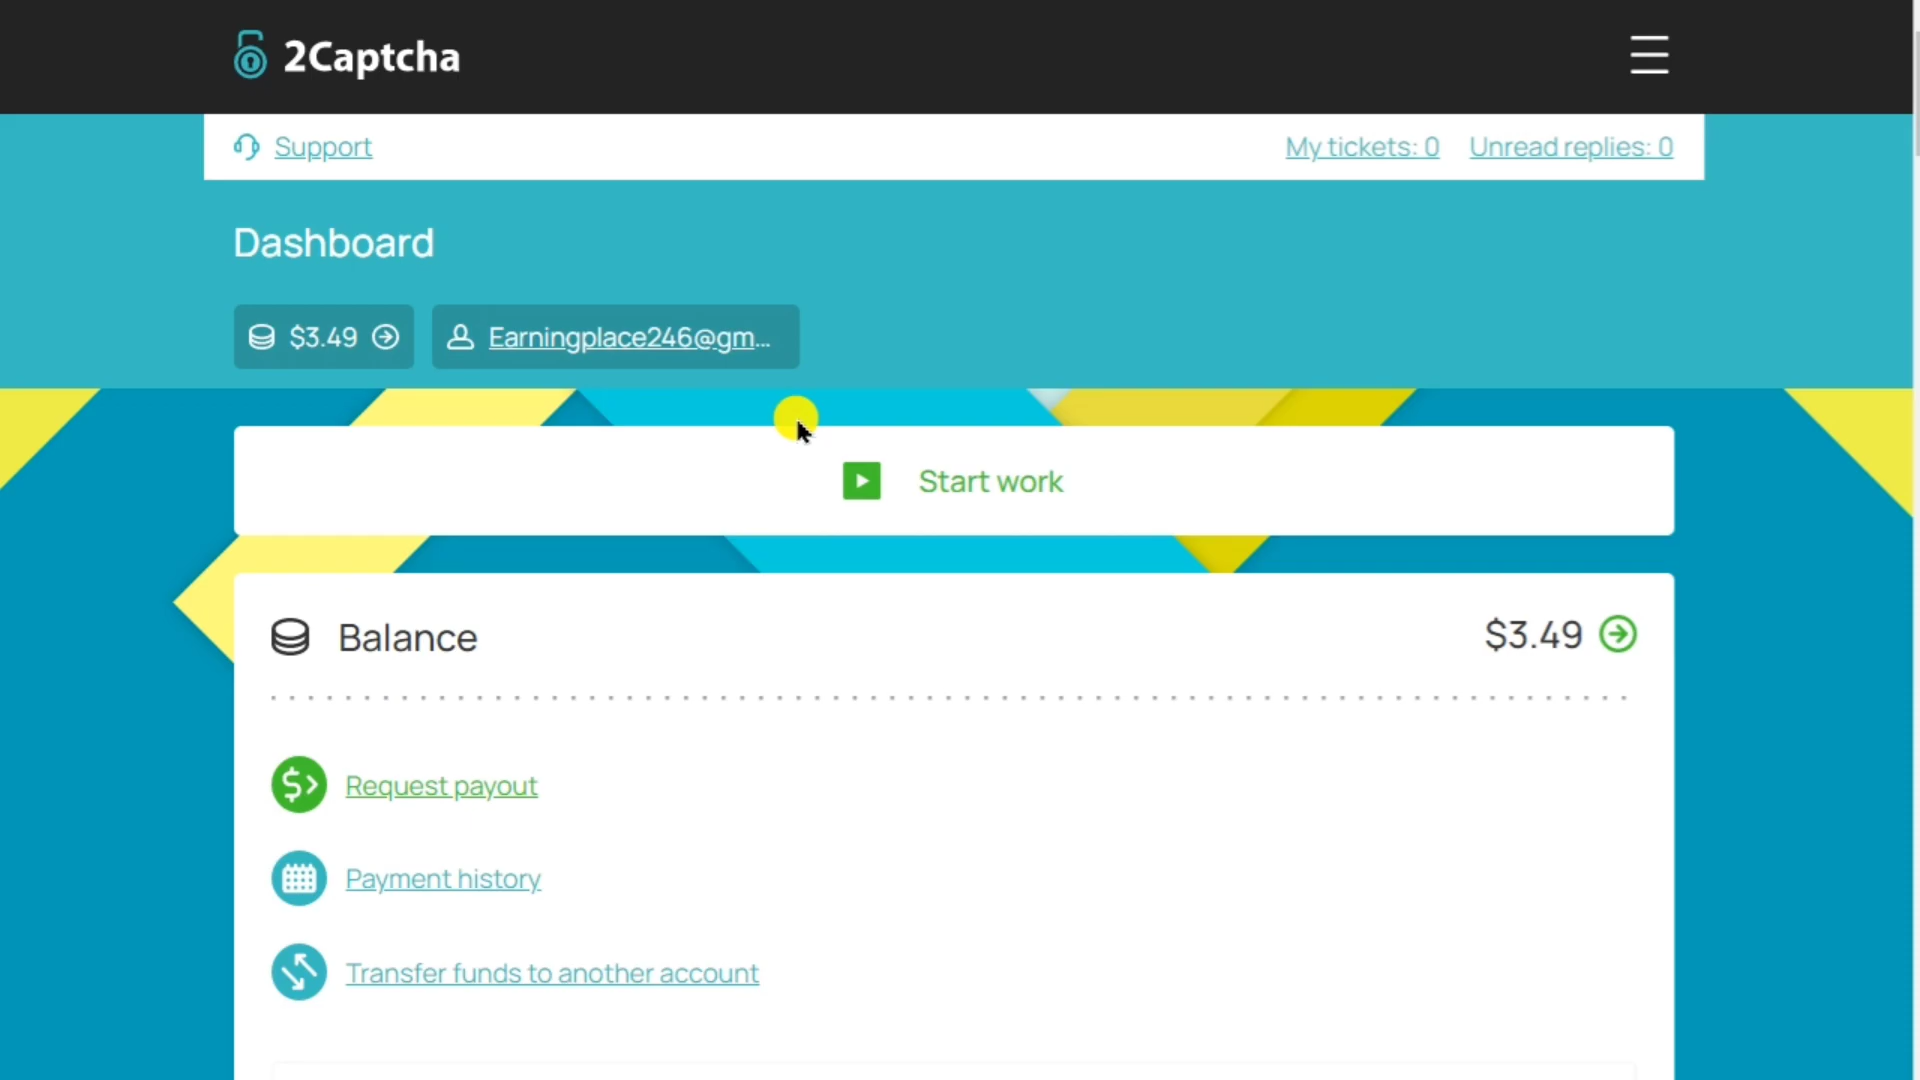 2Captcha
Support
My tickets: 0 Unread replies: 0
Dashboard
$3.49 Earningplace246@gm...
Start work
Balance
$3.49
Request payout
Payment history
Transfer funds to another account